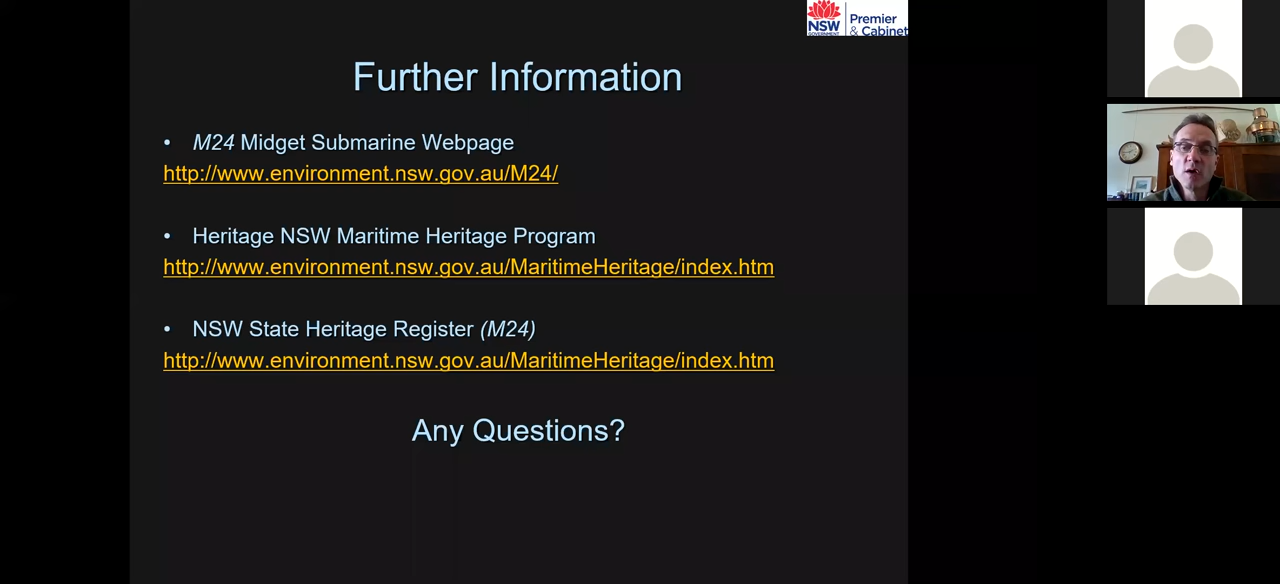 NSW
GOVERNMENT
Premier
& Cabinet
Further Information
• M24 Midget Submarine Webpage
http://www.environment.nsw.gov.au/M24/
• Heritage NSW Maritime Heritage Program
http://www.environment.nsw.gov.au/MaritimeHeritage/index.htm
• NSW State Heritage Register (M24)
http://www.environment.nsw.gov.au/MaritimeHeritage/index.htm
Any Questions?